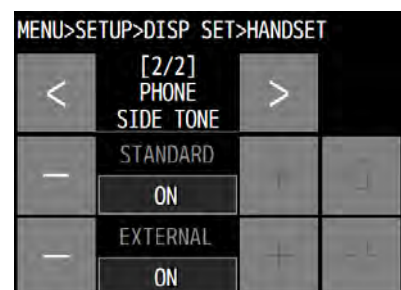 MENU>SETUP>DISP SET>HANDSET
[2/2]
< PHONE >
SIDE TONE
STANDARD
− ON +
EXTERNAL
− ON +